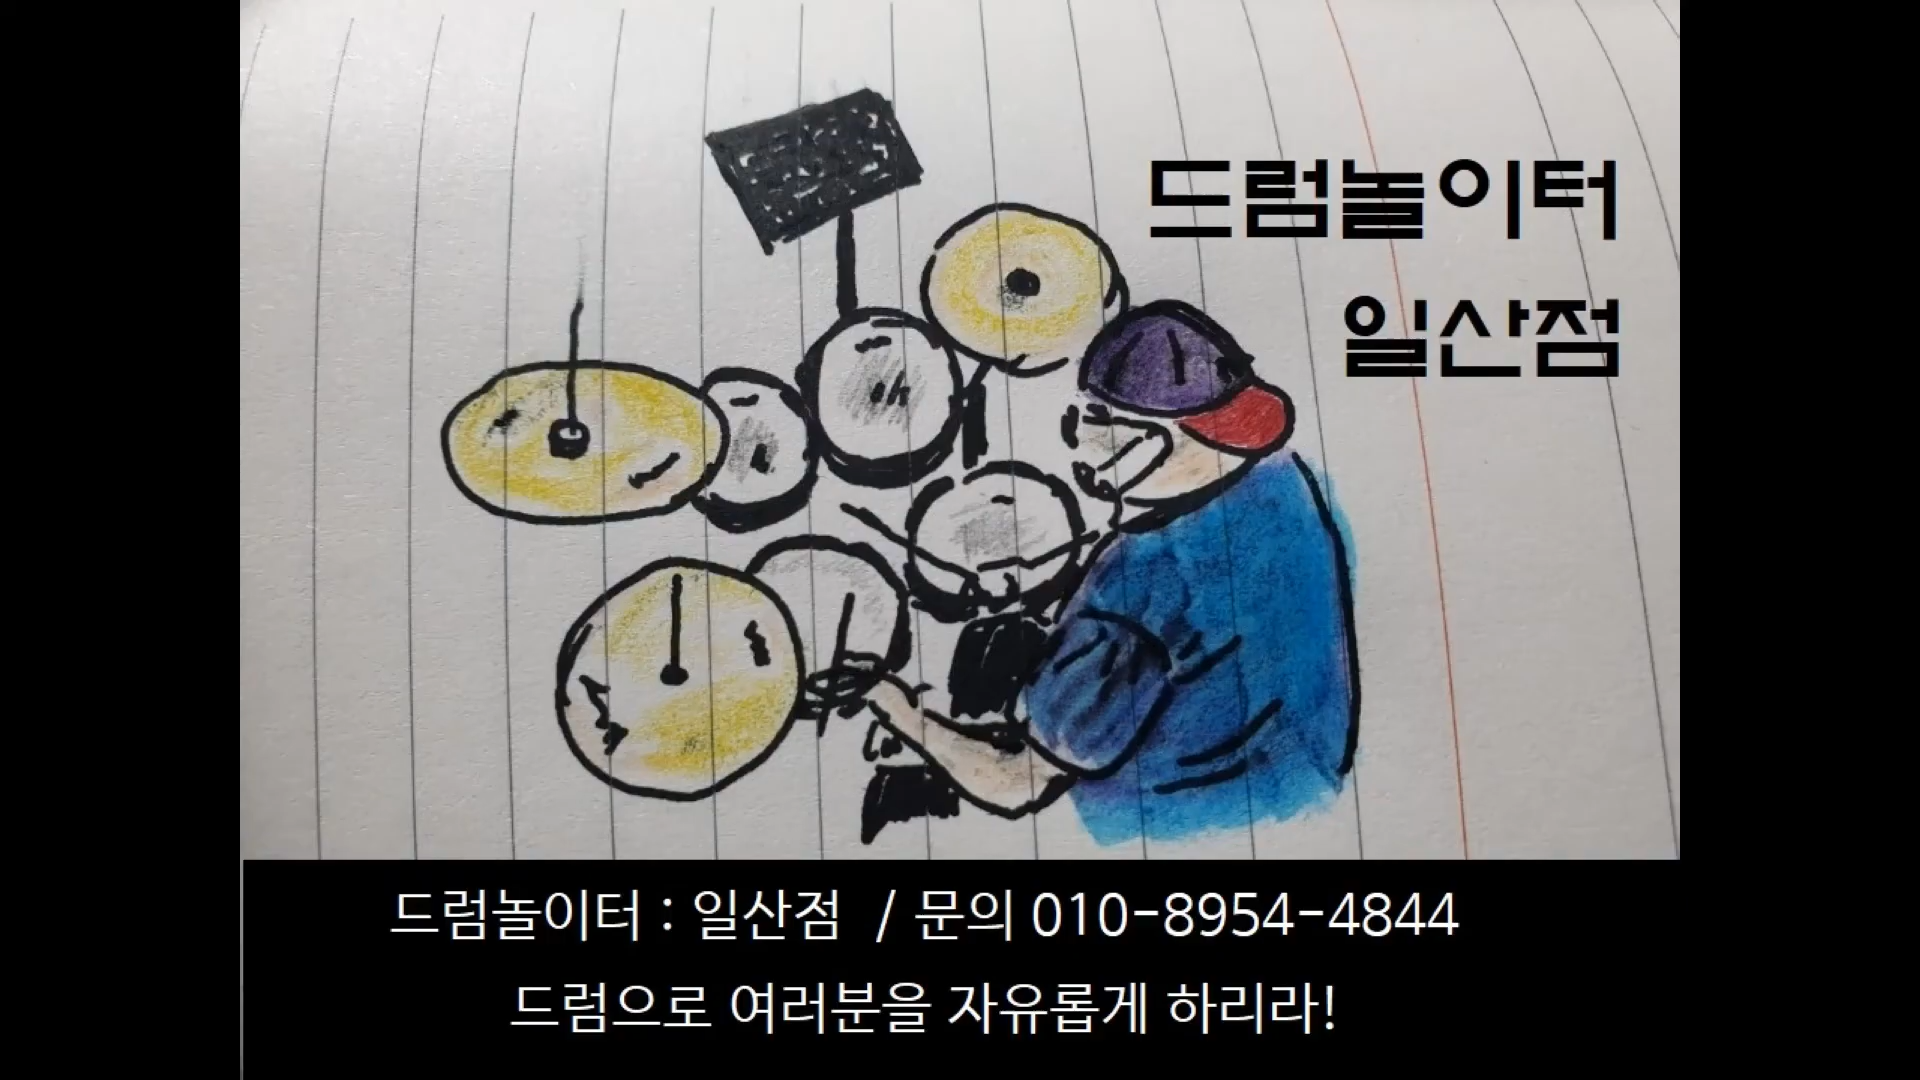 드럼놀이터
일산점
드럼놀이터 : 일산점 / 문의 010-8954-4844
드럼으로 여러분을 자유롭게 하리라!